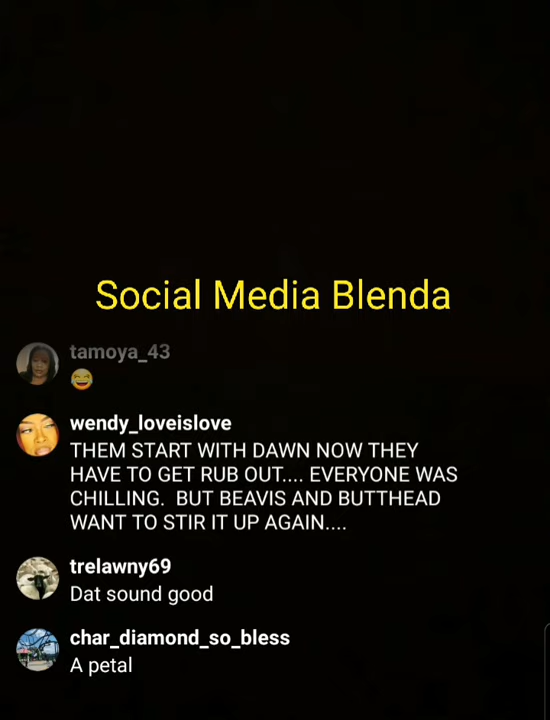 Social Media Blenda
tamoya_43
😆
wendy_loveislove
THEM START WITH DAWN NOW THEY
HAVE TO GET RUB OUT.... EVERYONE WAS
CHILLING.  BUT BEAVIS AND BUTTHEAD
WANT TO STIR IT UP AGAIN....
trelawny69
Dat sound good
char_diamond_so_bless
A petal